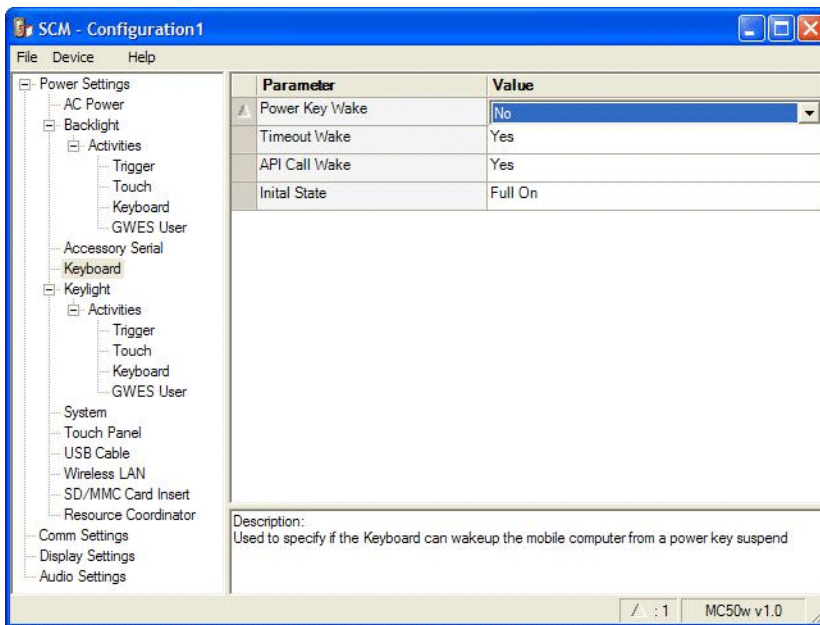 SCM - Configuration1
File Device Help
Power Settings
AC Power
Backlight
Activities
Trigger
Touch
Keyboard
GWES User
Accessory Serial
Keyboard
Keylight
Activities
Trigger
Touch
Keyboard
GWES User
System
Touch Panel
USB Cable
Wireless LAN
SD/MMC Card Insert
Resource Coordinator
Comm Settings
Display Settings
Audio Settings
Parameter Value
Power Key Wake No
Timeout Wake Yes
API Call Wake Yes
Inital State Full On
Description:
Used to specify if the Keyboard can wakeup the mobile computer from a power key suspend
: 1 MC50w v1.0